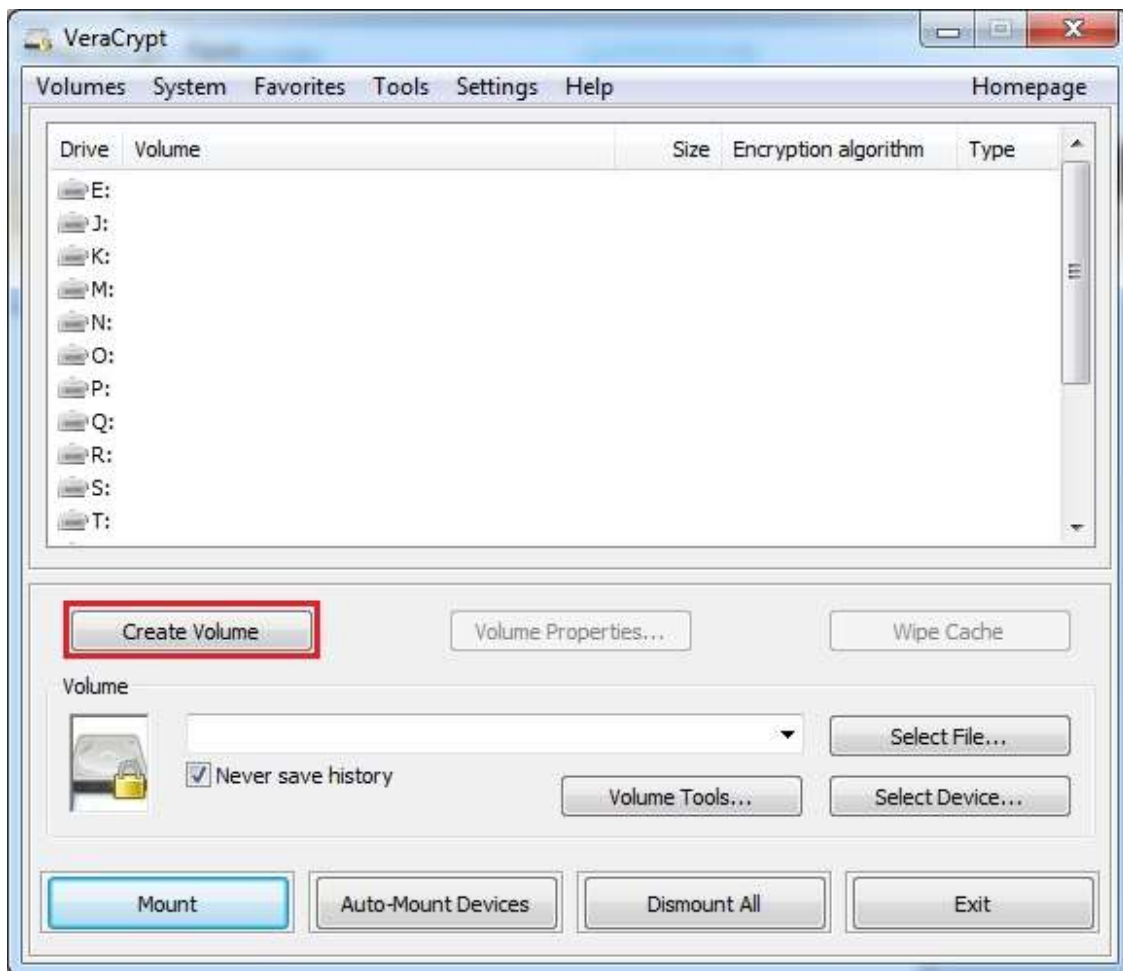 VeraCrypt
Volumes System Favorites Tools Settings Help Homepage
Drive Volume Size Encryption algorithm Type
E:
J:
K:
M:
N:
O:
P:
Q:
R:
S:
T:
Create Volume Volume Properties... Wipe Cache
Volume
Select File...
Never save history
Volume Tools... Select Device...
Mount Auto-Mount Devices Dismount All Exit